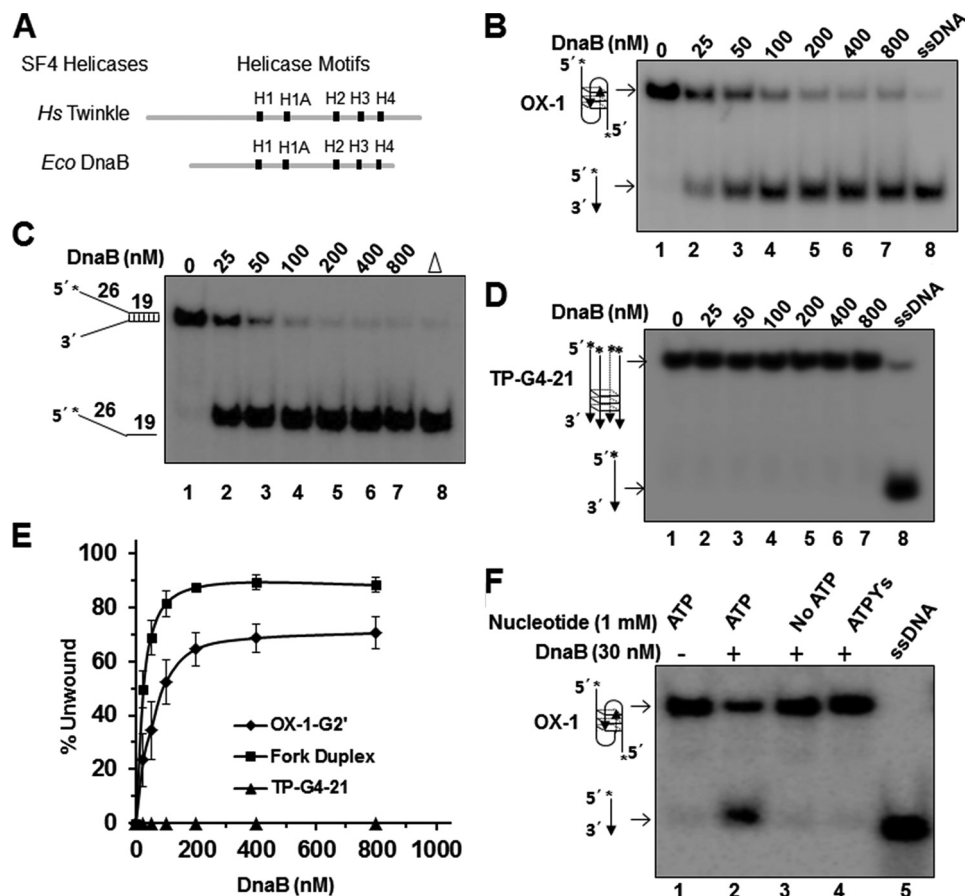 A
SF4 Helicases Helicase Motifs
Hs Twinkle H1 H1A H2 H3 H4
Eco DnaB H1 H1A H2 H3 H4
B
DnaB (nM) 0 25 50 100 200 400 800 ssDNA
5´*
OX-1
*5´
5´*
3´
1 2 3 4 5 6 7 8
C
DnaB (nM) 0 25 50 100 200 400 800 △
5´* 26 19
3´
5´* 26 19
1 2 3 4 5 6 7 8
D
DnaB (nM) 0 25 50 100 200 400 800 ssDNA
5´* * * *
TP-G4-21
3´
5´*
3´
1 2 3 4 5 6 7 8
E
% Unwound
100
80
60
40
20
0
OX-1-G2'
Fork Duplex
TP-G4-21
0 200 400 600 800 1000
DnaB (nM)
F
Nucleotide (1 mM) ATP ATP No ATP ATPYs ssDNA
DnaB (30 nM) - + + +
5´*
OX-1
*5´
5´*
3´
1 2 3 4 5